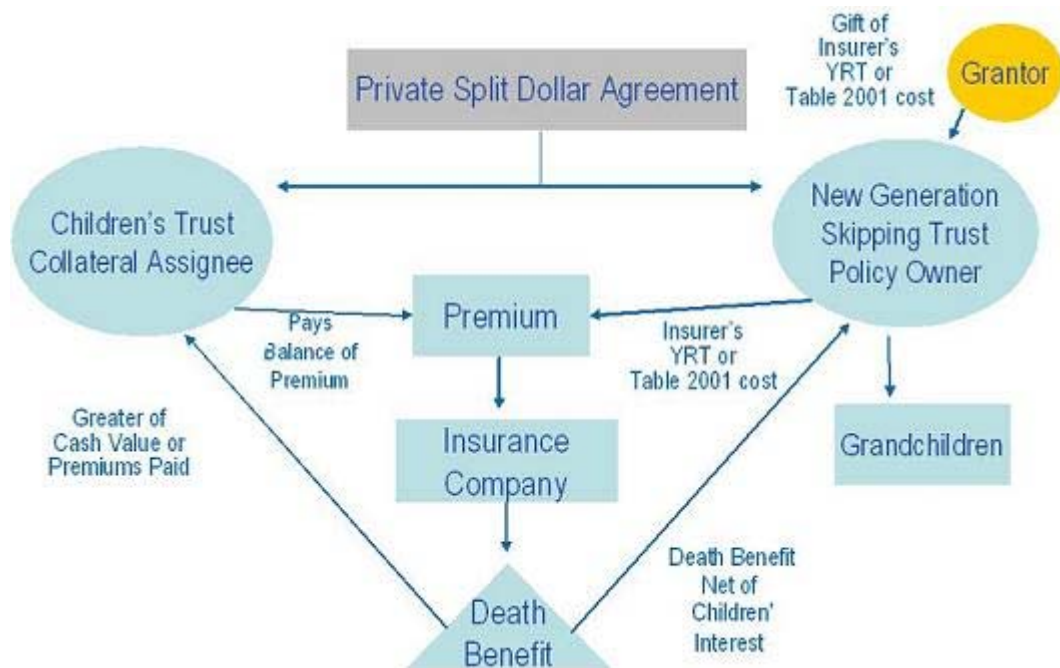 Private Split Dollar Agreement
Gift of
Insurer's
YRT or
Table 2001 cost
Grantor
Children's Trust
Collateral Assignee
New Generation
Skipping Trust
Policy Owner
Pays
Balance of
Premium
Premium
Insurer's
YRT or
Table 2001 cost
Greater of
Cash Value or
Premiums Paid
Insurance
Company
Grandchildren
Death Benefit
Net of
Children'
Interest
Death
Benefit